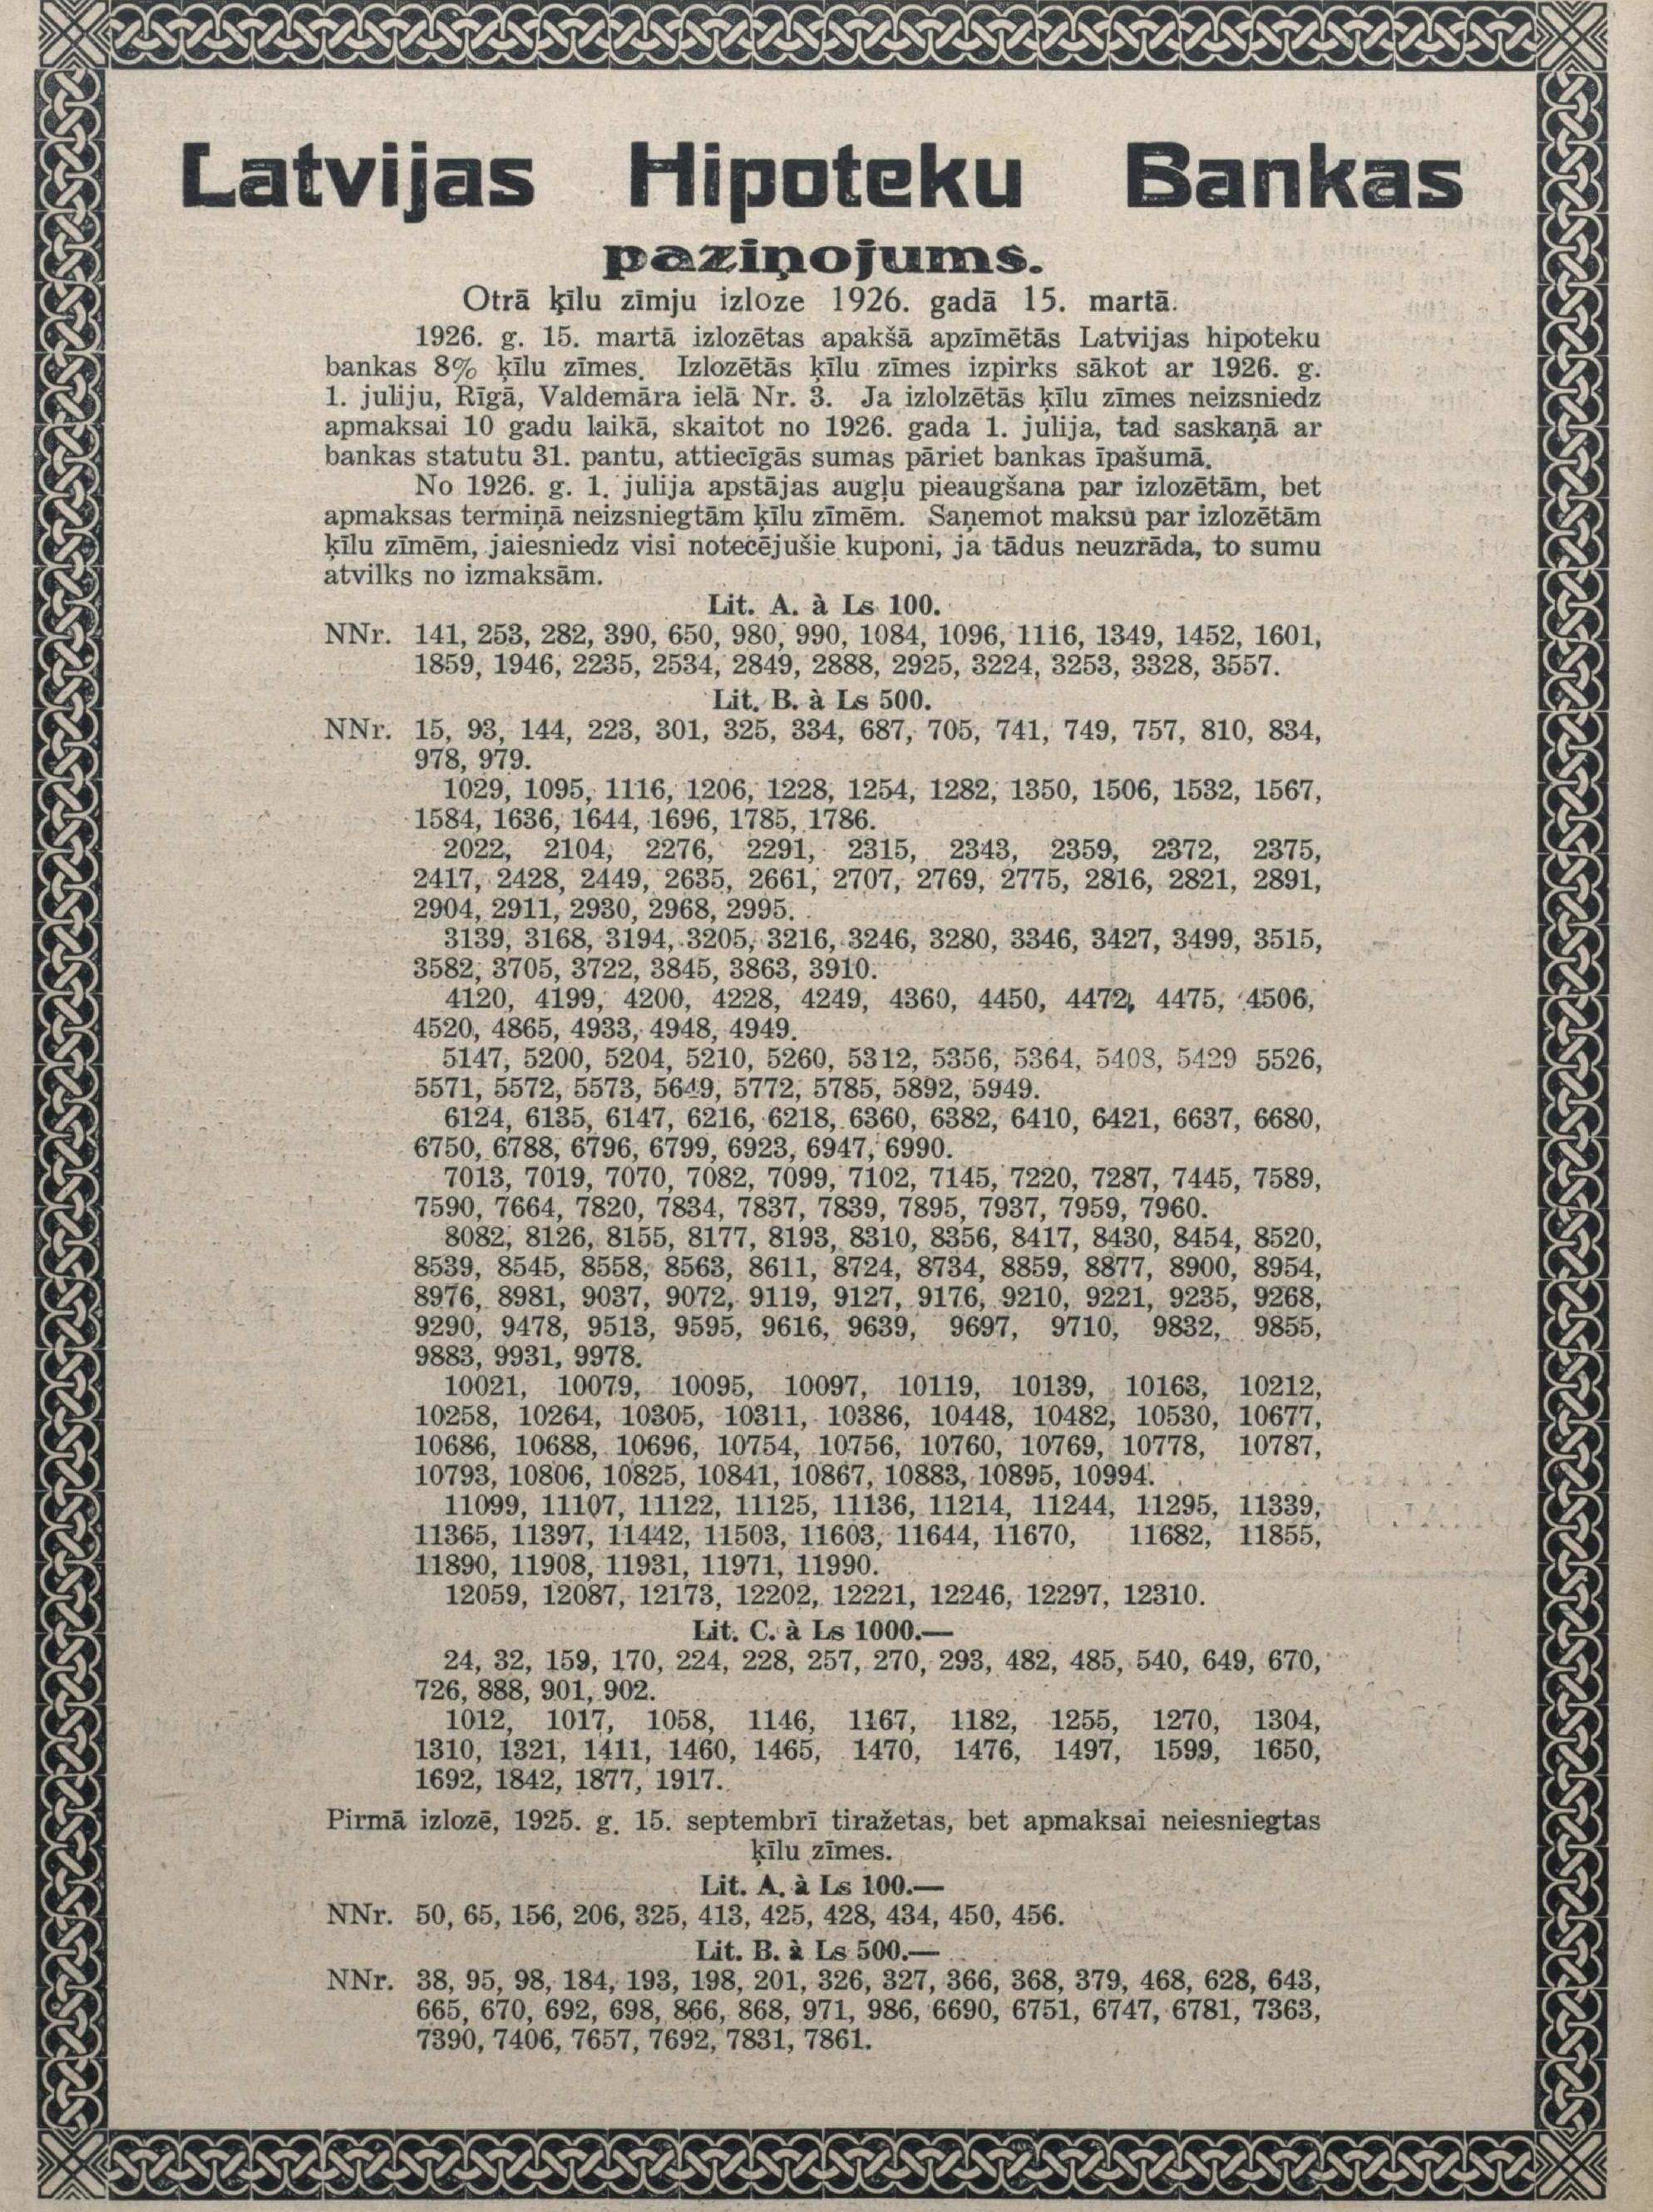 Latvijas Hipoteku Bankas
paziņojums.
Otrā ķīlu zīmju izloze 1926. gadā 15. martā.
1926. g. 15. martā izlozētas apakšā apzīmētās Latvijas hipoteku
bankas 8% ķīlu zīmes. Izlozētās ķīlu zīmes izpirks sākot ar 1926. g.
1. juliju, Rīgā, Valdemāra ielā Nr. 3. Ja izlolzētās ķīlu zīmes neizsniedz
apmaksai 10 gadu laikā, skaitot no 1926. gada 1. julija, tad saskaņā ar
bankas statutu 31. pantu, attiecīgās sumas pāriet bankas īpašumā.
No 1926. g. 1. julija apstājas augļu pieaugšana par izlozētām, bet
apmaksas termiņā neizsniegtām ķīlu zīmēm. Saņemot maksu par izlozētām
ķīlu zīmēm, jaiesniedz visi notecējušie kuponi, ja tādus neuzrāda, to sumu
atvilks no izmaksām.
Lit. A. à Ls 100.
NNr. 141, 253, 282, 390, 650, 980, 990, 1084, 1096, 1116, 1349, 1452, 1601,
1859, 1946, 2235, 2534, 2849, 2888, 2925, 3224, 3253, 3328, 3557.
Lit. B. à Ls 500.
NNr. 15, 93, 144, 223, 301, 325, 334, 687, 705, 741, 749, 757, 810, 834,
978, 979.
1029, 1095, 1116, 1206, 1228, 1254, 1282, 1350, 1506, 1532, 1567,
1584, 1636, 1644, 1696, 1785, 1786.
2022, 2104, 2276, 2291, 2315, 2343, 2359, 2372, 2375,
2417, 2428, 2449, 2635, 2661, 2707, 2769, 2775, 2816, 2821, 2891,
2904, 2911, 2930, 2968, 2995.
3139, 3168, 3194, 3205, 3216, 3246, 3280, 3346, 3427, 3499, 3515,
3582, 3705, 3722, 3845, 3863, 3910.
4120, 4199, 4200, 4228, 4249, 4360, 4450, 4472, 4475, 4506,
4520, 4865, 4933, 4948, 4949.
5147, 5200, 5204, 5210, 5260, 5312, 5356, 5364, 5403, 5429 5526,
5571, 5572, 5573, 5649, 5772, 5785, 5892, 5949.
6124, 6135, 6147, 6216, 6218, 6360, 6382, 6410, 6421, 6637, 6680,
6750, 6788, 6796, 6799, 6923, 6947, 6990.
7013, 7019, 7070, 7082, 7099, 7102, 7145, 7220, 7287, 7445, 7589,
7590, 7664, 7820, 7834, 7837, 7839, 7895, 7937, 7959, 7960.
8082, 8126, 8155, 8177, 8193, 8310, 8356, 8417, 8430, 8454, 8520,
8539, 8545, 8558, 8563, 8611, 8724, 8734, 8859, 8877, 8900, 8954,
8976, 8981, 9037, 9072, 9119, 9127, 9176, 9210, 9221, 9235, 9268,
9290, 9478, 9513, 9595, 9616, 9639, 9697, 9710, 9832, 9855,
9883, 9931, 9978.
10021, 10079, 10095, 10097, 10119, 10139, 10163, 10212,
10258, 10264, 10305, 10311, 10386, 10448, 10482, 10530, 10677,
10686, 10688, 10696, 10754, 10756, 10760, 10769, 10778, 10787,
10793, 10806, 10825, 10841, 10867, 10883, 10895, 10994.
11099, 11107, 11122, 11125, 11136, 11214, 11244, 11295, 11339,
11365, 11397, 11442, 11503, 11603, 11644, 11670, 11682, 11855,
11890, 11908, 11931, 11971, 11990.
12059, 12087, 12173, 12202, 12221, 12246, 12297, 12310.
Lit. C. à Ls 1000.—
24, 32, 159, 170, 224, 228, 257, 270, 293, 482, 485, 540, 649, 670,
726, 888, 901, 902.
1012, 1017, 1058, 1146, 1167, 1182, 1255, 1270, 1304,
1310, 1321, 1411, 1460, 1465, 1470, 1476, 1497, 1599, 1650,
1692, 1842, 1877, 1917.
Pirmā izlozē, 1925. g. 15. septembrī tiražetas, bet apmaksai neiesniegtas
ķīlu zīmes.
Lit. A. à Ls 100.—
NNr. 50, 65, 156, 206, 325, 413, 425, 428, 434, 450, 456.
Lit. B. à Ls 500.—
NNr. 38, 95, 98, 184, 193, 198, 201, 326, 327, 366, 368, 379, 468, 628, 643,
665, 670, 692, 698, 866, 868, 971, 986, 6690, 6751, 6747, 6781, 7363,
7390, 7406, 7657, 7692, 7831, 7861.